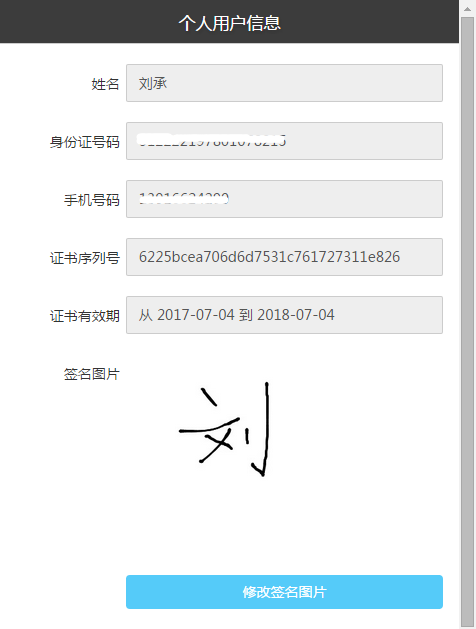 个人用户信息
姓名 刘承
身份证号码
手机号码
证书序列号 6225bcea706d6d7531c761727311e826
证书有效期 从 2017-07-04 到 2018-07-04
签名图片
刘
修改签名图片